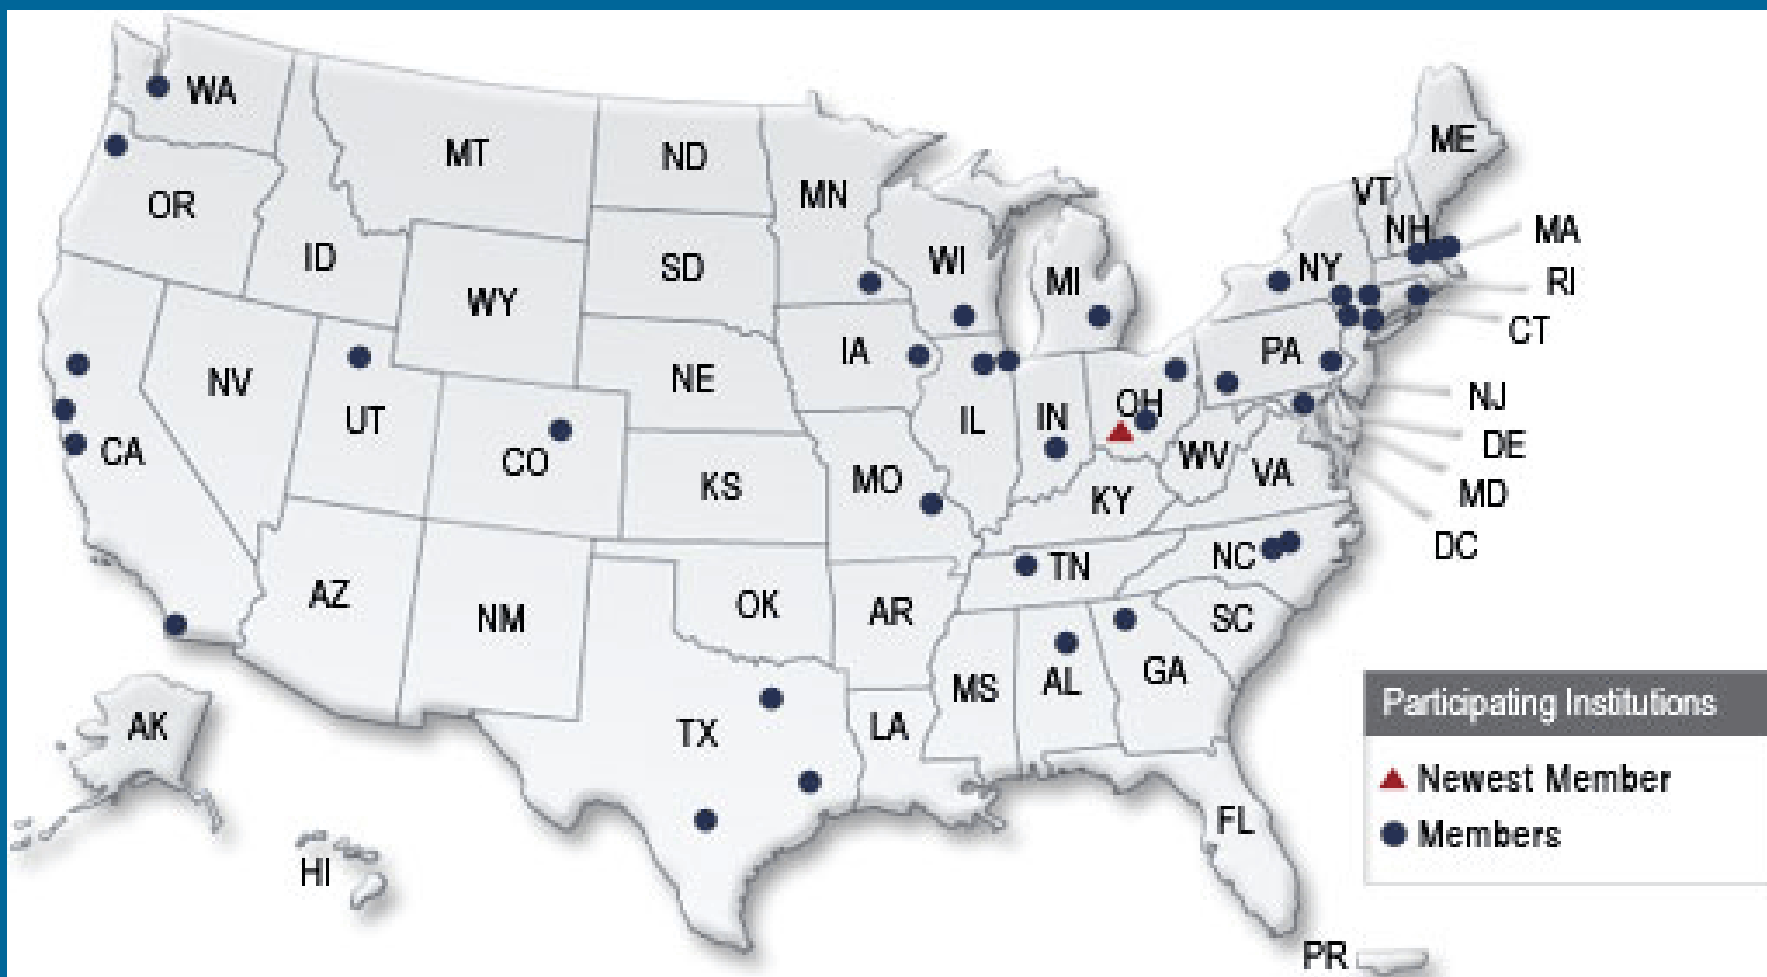 WA
MT
ND
MN
ME
VT
NH
MA
OR
ID
SD
WI
MI
NY
RI
WY
CT
IA
PA
NV
NE
NJ
UT
CO
IL
IN
OH
DE
CA
KS
MO
WV
VA
MD
KY
DC
AZ
NM
OK
AR
TN
NC
SC
TX
LA
MS
AL
GA
AK
HI
FL
PR
Participating Institutions
Newest Member
Members